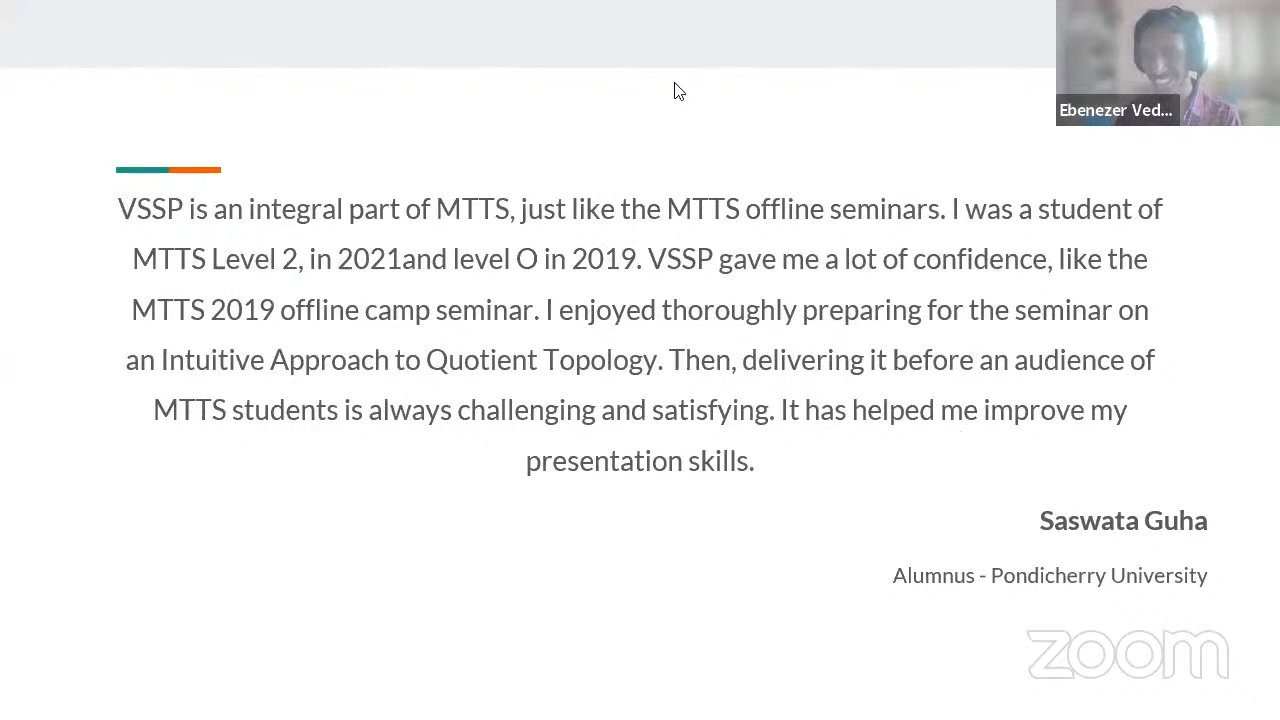 Ebenezer Ved...
VSSP is an integral part of MTTS, just like the MTTS offline seminars. I was a student of
MTTS Level 2, in 2021and level O in 2019. VSSP gave me a lot of confidence, like the
MTTS 2019 offline camp seminar. I enjoyed thoroughly preparing for the seminar on
an Intuitive Approach to Quotient Topology. Then, delivering it before an audience of
MTTS students is always challenging and satisfying. It has helped me improve my
presentation skills.
Saswata Guha
Alumnus - Pondicherry University
zoom